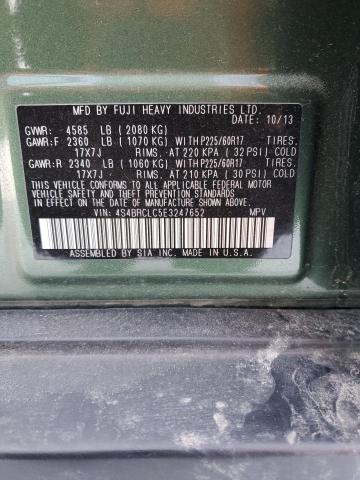 MFD BY FUJI HEAVY INDUSTRIES LTD.
DATE: 10/13
GVWR: 4585 LB (2080 KG)
GAWR:F 2360 LB (1070 KG) WITH P225/60R17 TIRES,
17X7J RIMS, AT 220 KPA (32 PSI) COLD
GAWR:R 2340 LB (1060 KG) WITH P225/60R17 TIRES,
17X7J RIMS, AT 210 KPA (30 PSI) COLD
THIS VEHICLE CONFORMS TO ALL APPLICABLE FEDERAL MOTOR
VEHICLE SAFETY AND THEFT PREVENTION STANDARDS
IN EFFECT ON THE DATE OF MANUFACTURE SHOWN ABOVE.
VIN: 4S4BRCLC5E3247652 MPV
ASSEMBLED BY SIA INC. MADE IN U.S.A.